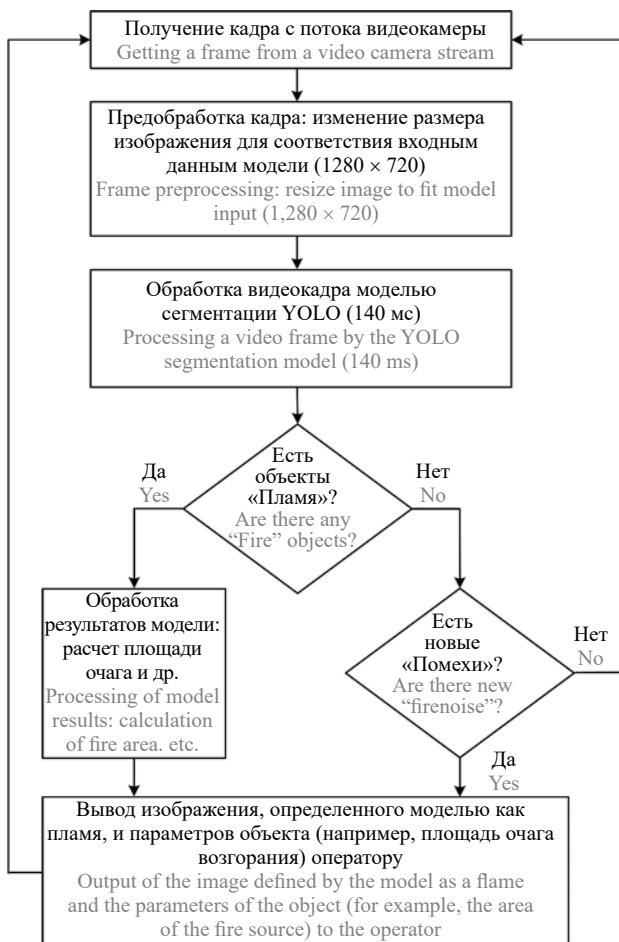 Получение кадра с потока видеокамеры
Getting a frame from a video camera stream
Предобработка кадра: изменение размера
изображения для соответствия входным
данным модели (1280 × 720)
Frame preprocessing: resize image to fit model
input (1,280 × 720)
Обработка видеокадра моделью
сегментации YOLO (140 мс)
Processing a video frame by the YOLO
segmentation model (140 ms)
Есть
объекты
«Пламя»?
Are there any
“Fire” objects?
Да
Yes
Нет
No
Обработка
результатов модели:
расчет площади
очага и др.
Processing of model
results: calculation
of fire area. etc.
Есть
новые
«Помехи»?
Are there new
“firenoise”?
Нет
No
Да
Yes
Вывод изображения, определенного моделью как
пламя, и параметров объекта (например, площадь очага
возгорания) оператору
Output of the image defined by the model as a flame
and the parameters of the object (for example, the area
of the fire source) to the operator